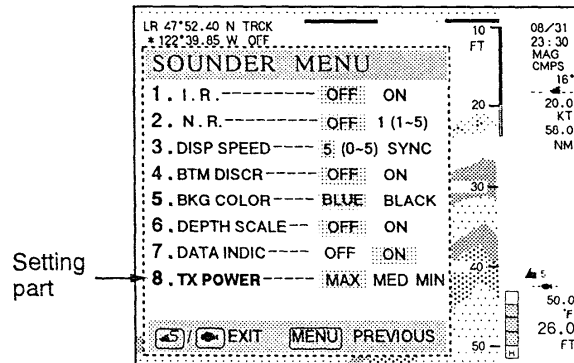 LR 47°52.40 N TRCK
* 122°39.85 W OFF
SOUNDER MENU
1. I.R.--------- OFF ON
2. N.R.--------- OFF 1 (1~5)
3. DISP SPEED---- 5 (0~5) SYNC
4. BTM DISCR---- OFF ON
5. BKG COLOR---- BLUE BLACK
6. DEPTH SCALE-- OFF ON
7. DATA INDIC---- OFF ON
8. TX POWER----- MAX MED MIN
/ EXIT MENU PREVIOUS
Setting
part
10
FT
20
30
40
50
08/31
23:30
MAG
CMPS
16°
20.0
KT
56.0
NM
5
50.0
°F
26.0
FT
H